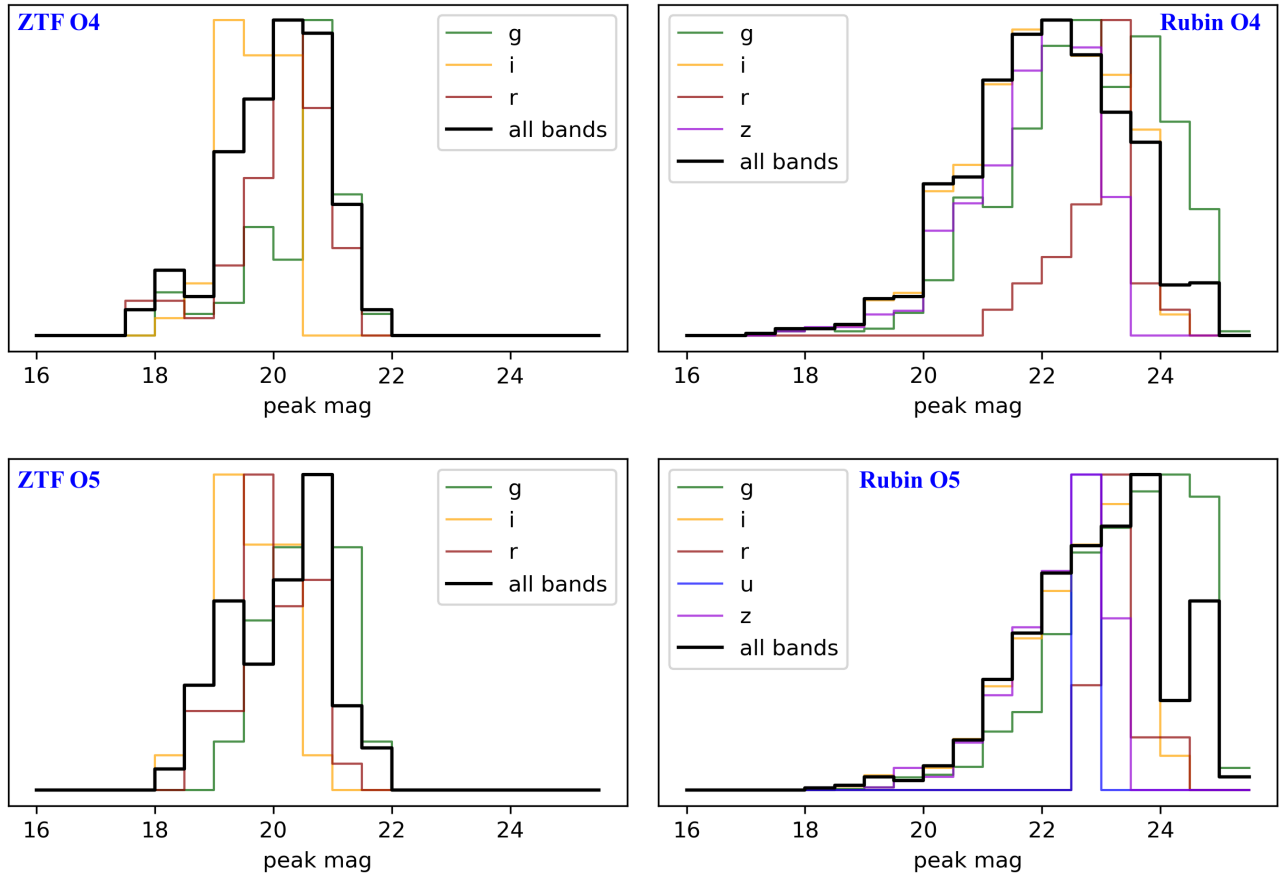 ZTF O4
g
i
r
all bands
16 18 20 22 24
peak mag
Rubin O4
g
i
r
z
all bands
16 18 20 22 24
peak mag
ZTF O5
g
i
r
all bands
16 18 20 22 24
peak mag
Rubin O5
g
i
r
u
z
all bands
16 18 20 22 24
peak mag